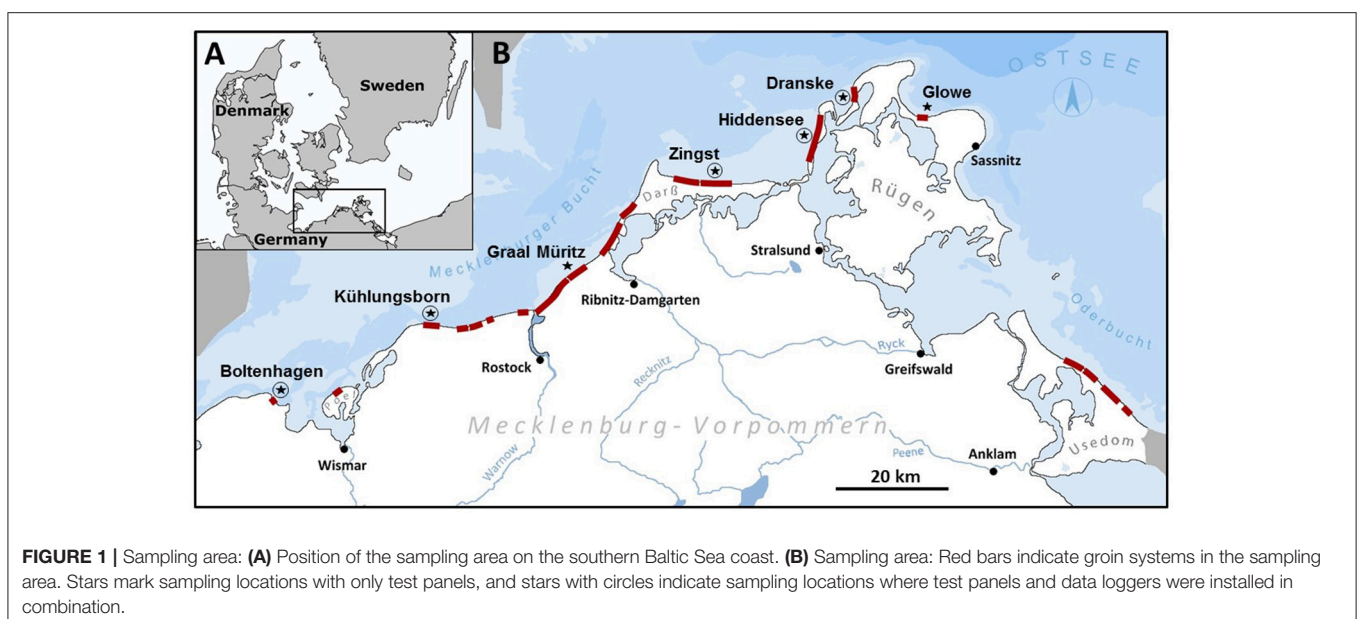 A
B
OSTSEE
Sweden
Denmark
Germany
Dranske
Glowe
Hiddensee
Sassnitz
Zingst
Darß
Rügen
Mecklenburger Bucht
Graal Müritz
Stralsund
Kühlungsborn
Ribnitz-Damgarten
Oderbucht
Boltenhagen
Rostock
Recknitz
Ryck
Greifswald
Poel
Mecklenburg-Vorpommern
Usedom
Wismar
Warnow
Peene
Anklam
20 km
FIGURE 1 | Sampling area: (A) Position of the sampling area on the southern Baltic Sea coast. (B) Sampling area: Red bars indicate groin systems in the sampling
area. Stars mark sampling locations with only test panels, and stars with circles indicate sampling locations where test panels and data loggers were installed in
combination.